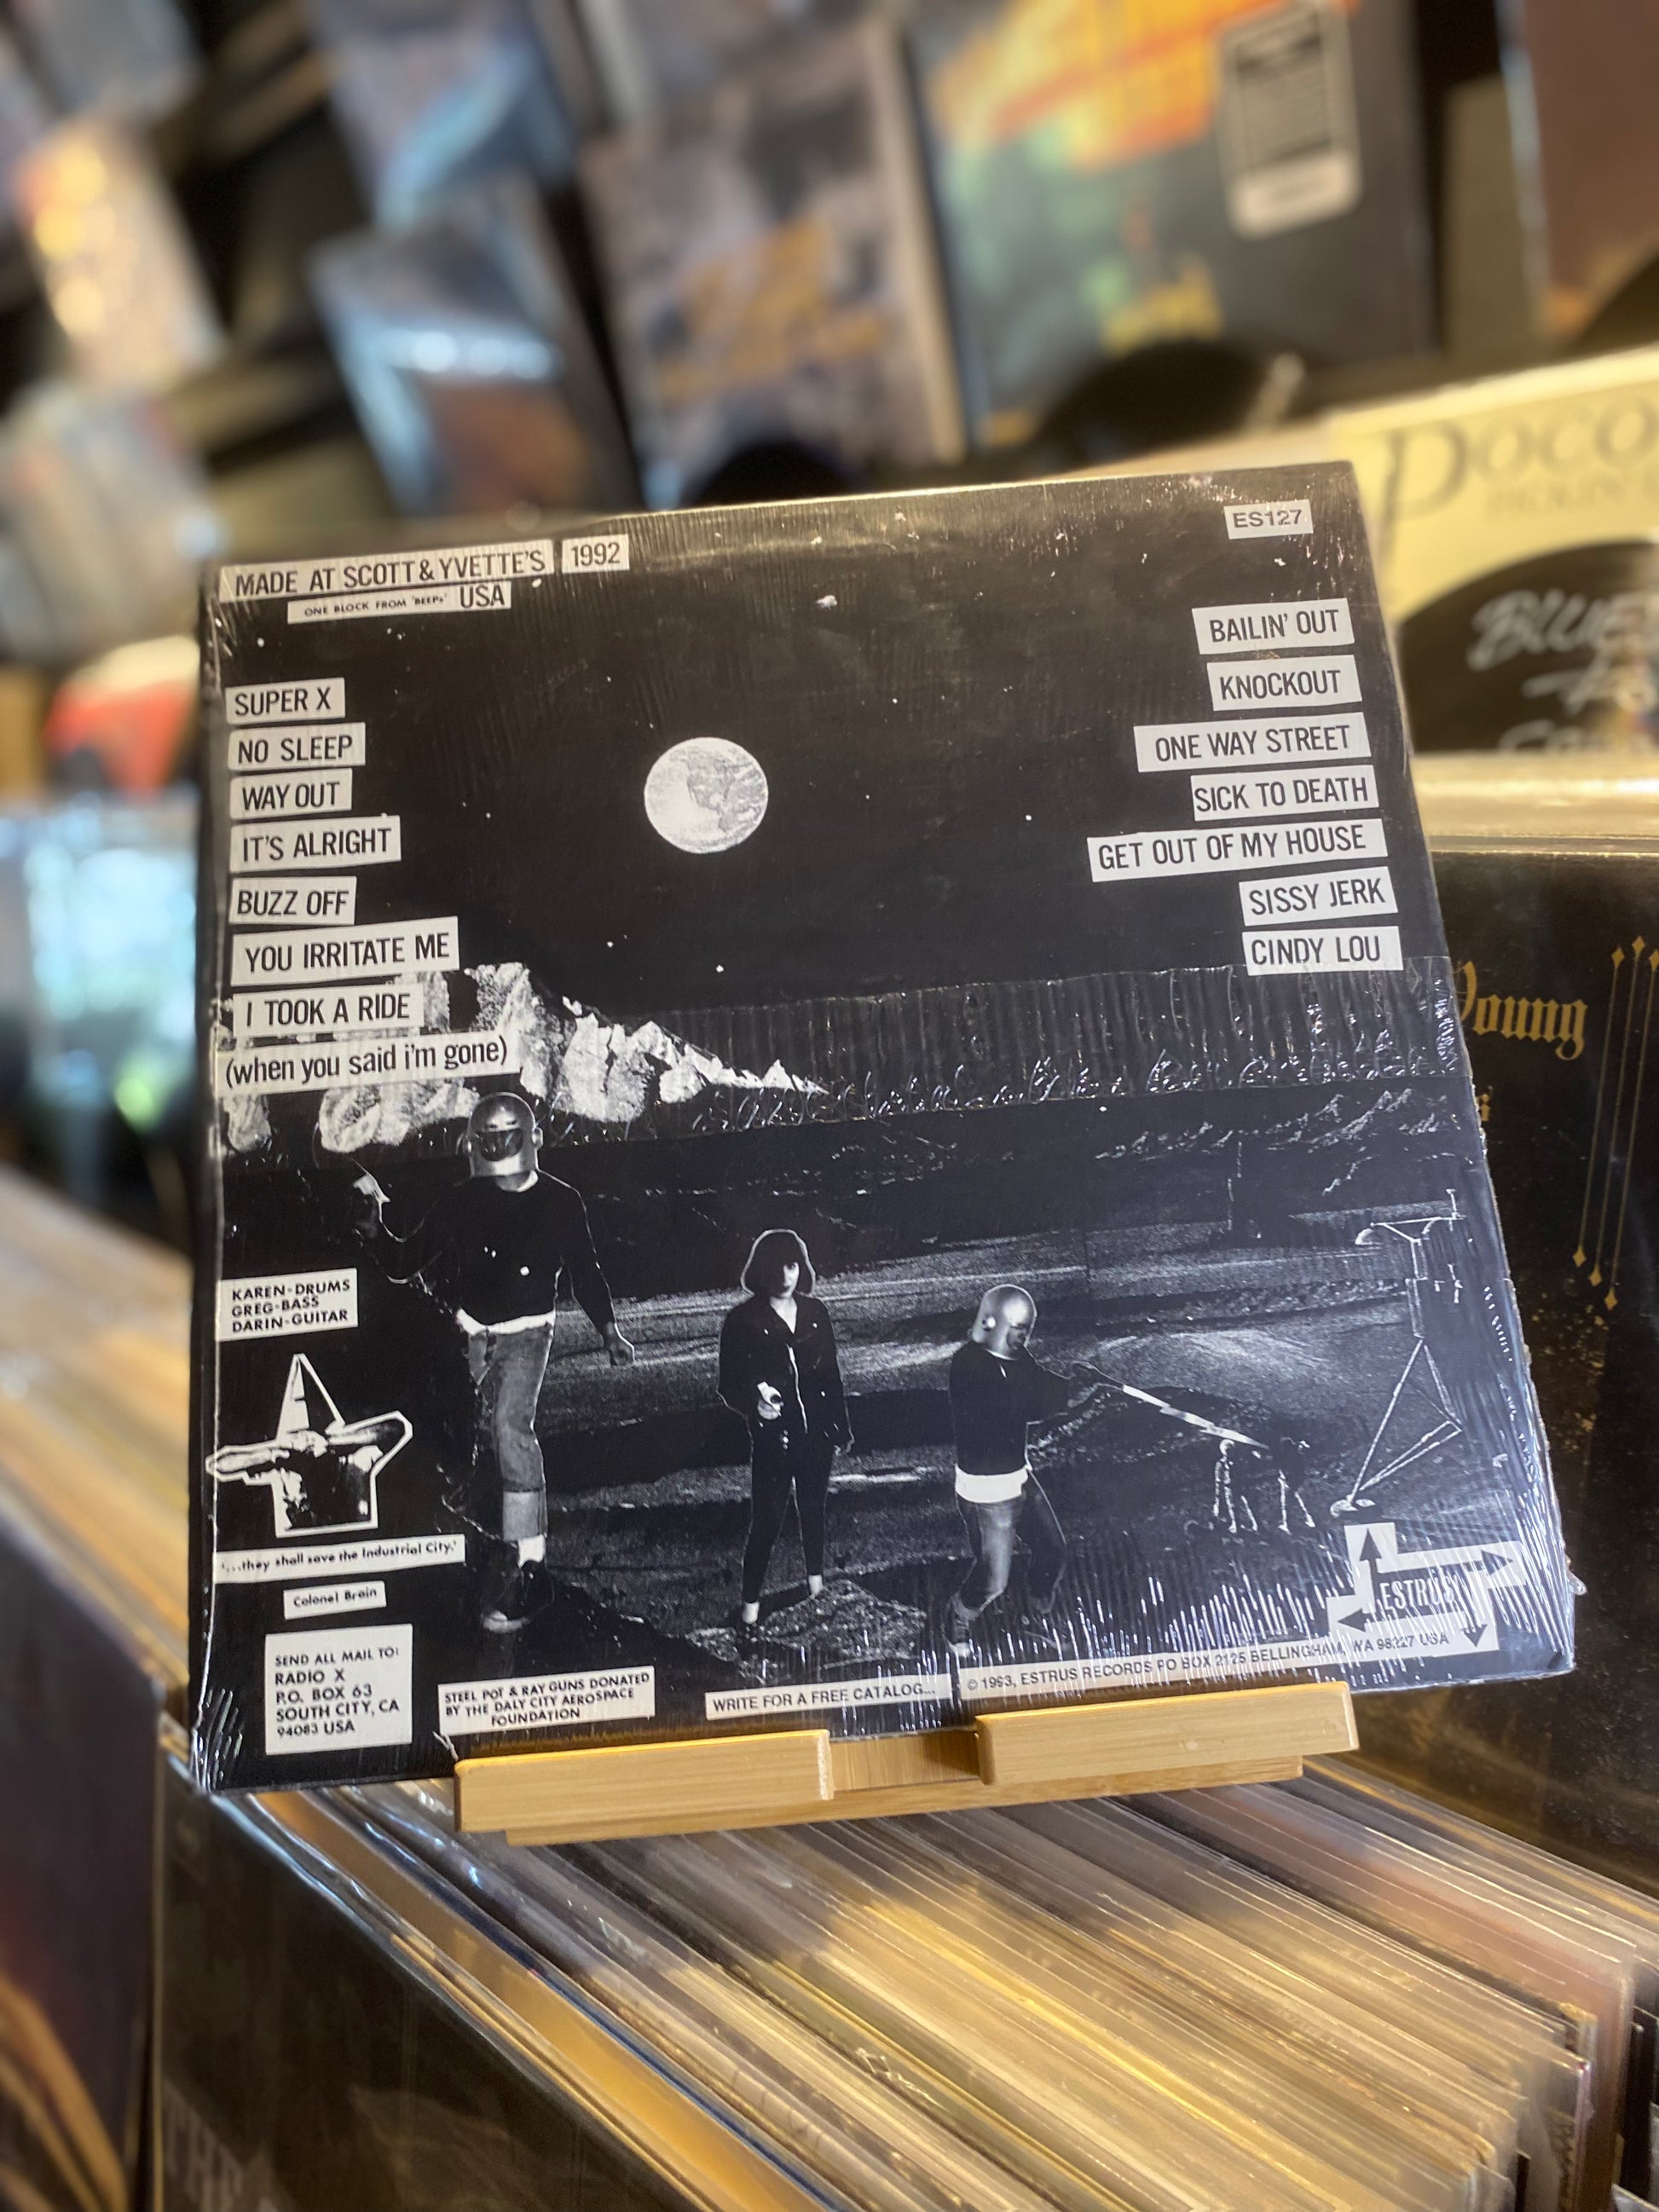 MADE AT SCOTT & YVETTE'S 1992
ONE BLOCK FROM 'BEEPs' USA
ES127
SUPER X
NO SLEEP
WAY OUT
IT'S ALRIGHT
BUZZ OFF
YOU IRRITATE ME
I TOOK A RIDE
(when you said i'm gone)
BAILIN' OUT
KNOCKOUT
ONE WAY STREET
SICK TO DEATH
GET OUT OF MY HOUSE
SISSY JERK
CINDY LOU
KAREN-DRUMS
GREG-BASS
DARIN-GUITAR
'...they shall save the Industrial City.'
Colonel Brain
SEND ALL MAIL TO:
RADIO X
P.O. BOX 63
SOUTH CITY, CA
94083 USA
STEEL POT & RAY GUNS DONATED
BY THE DALY CITY AEROSPACE
FOUNDATION
WRITE FOR A FREE CATALOG...
© 1993, ESTRUS RECORDS PO BOX 2125 BELLINGHAM, WA 98227 USA
ESTRUS
POCO
Young